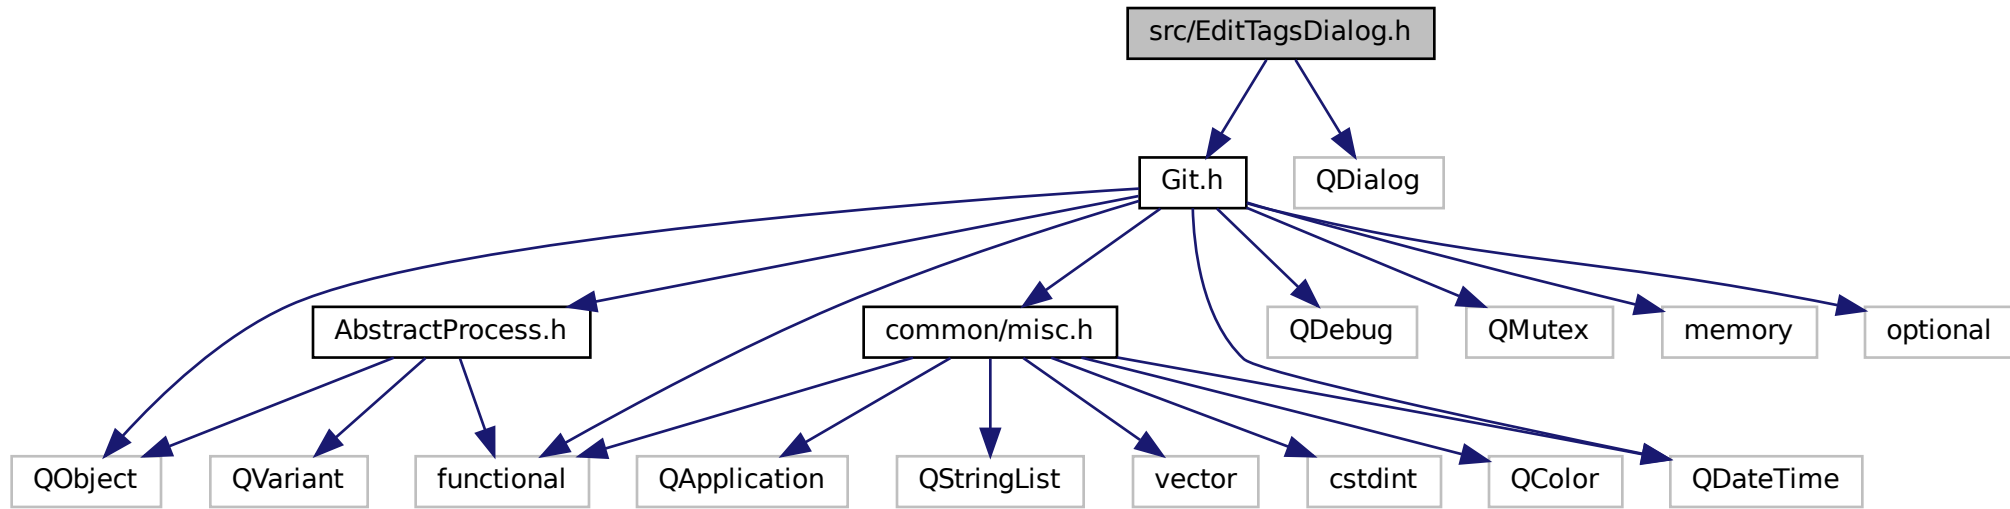 src/EditTagsDialog.h
Git.h
QDialog
AbstractProcess.h
common/misc.h
QDebug
QMutex
memory
optional
QObject
QVariant
functional
QApplication
QStringList
vector
cstdint
QColor
QDateTime